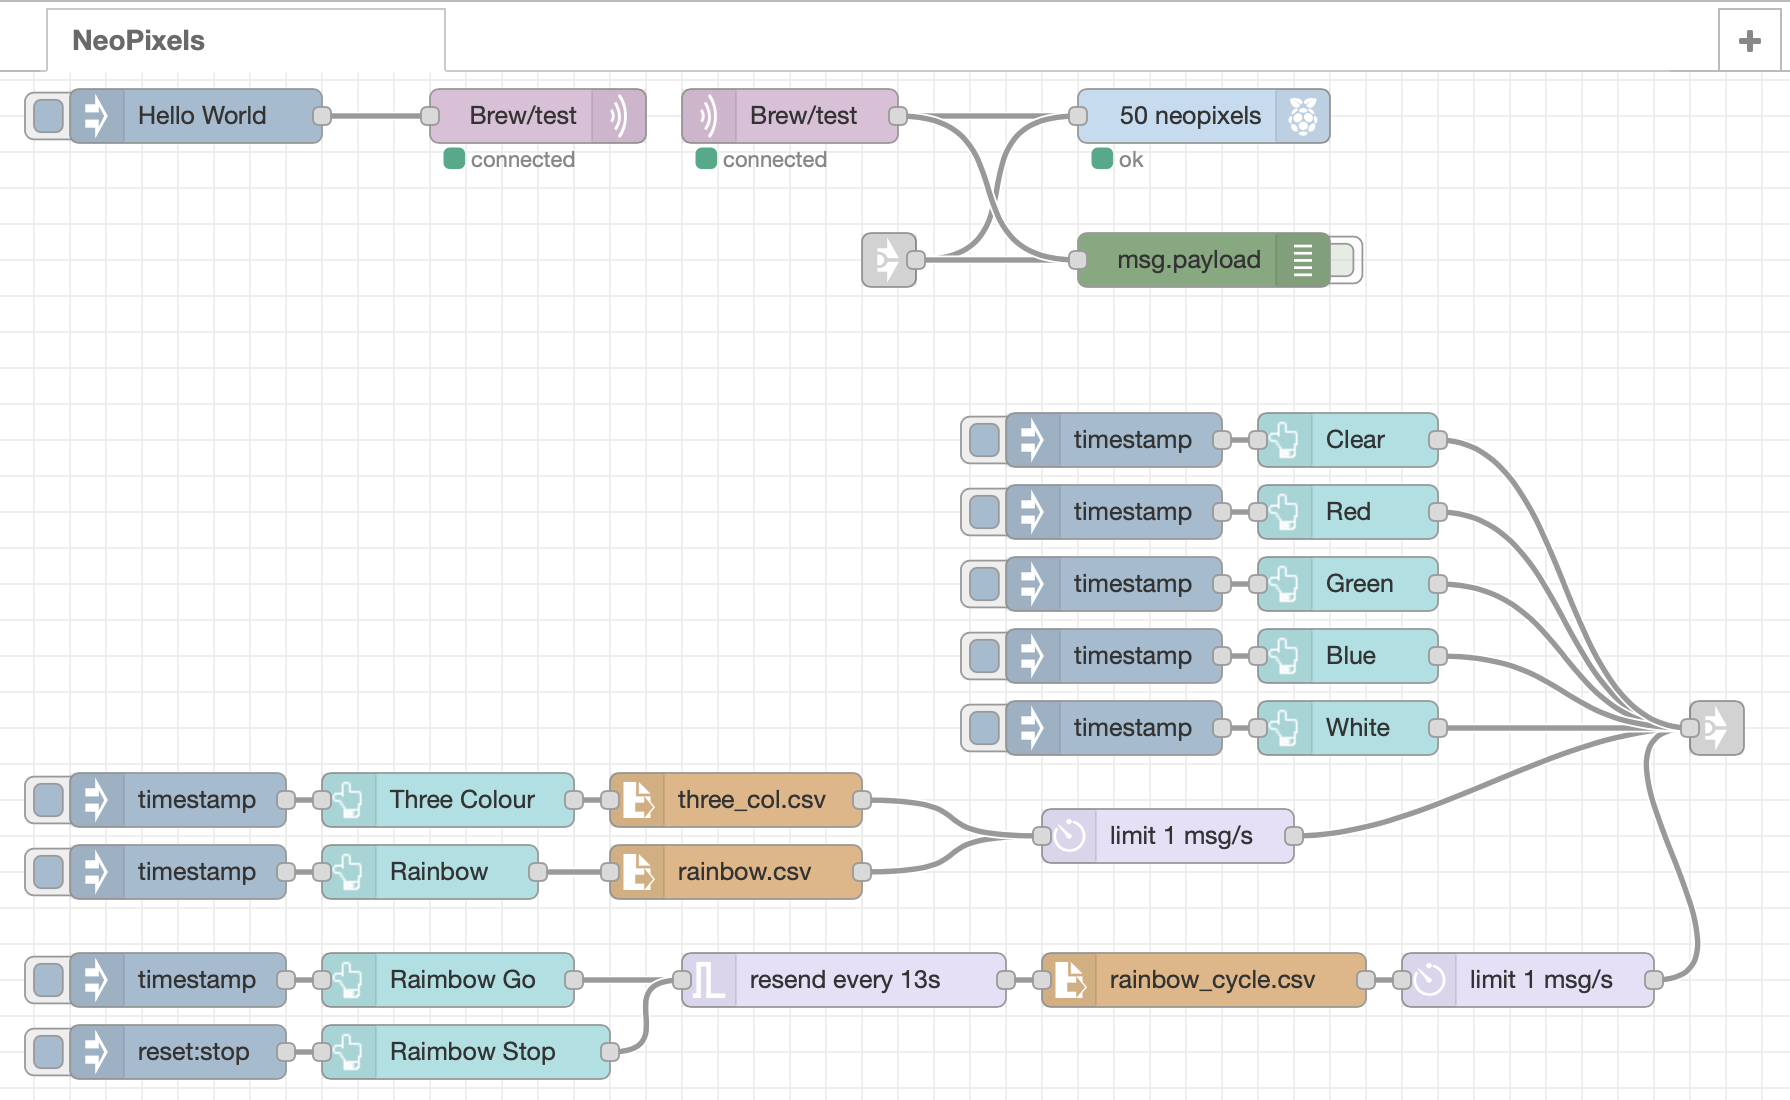 NeoPixels
Hello World
Brew/test
Brew/test
50 neopixels
connected
connected
ok
msg.payload
timestamp
Clear
timestamp
Red
timestamp
Green
timestamp
Blue
timestamp
White
timestamp
Three Colour
three_col.csv
limit 1 msg/s
timestamp
Rainbow
rainbow.csv
timestamp
Raimbow Go
resend every 13s
rainbow_cycle.csv
limit 1 msg/s
reset:stop
Raimbow Stop